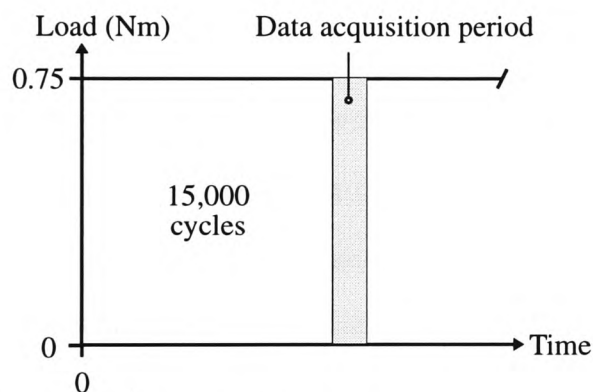 Load (Nm)
Data acquisition period
0.75
15,000
cycles
0
Time
0